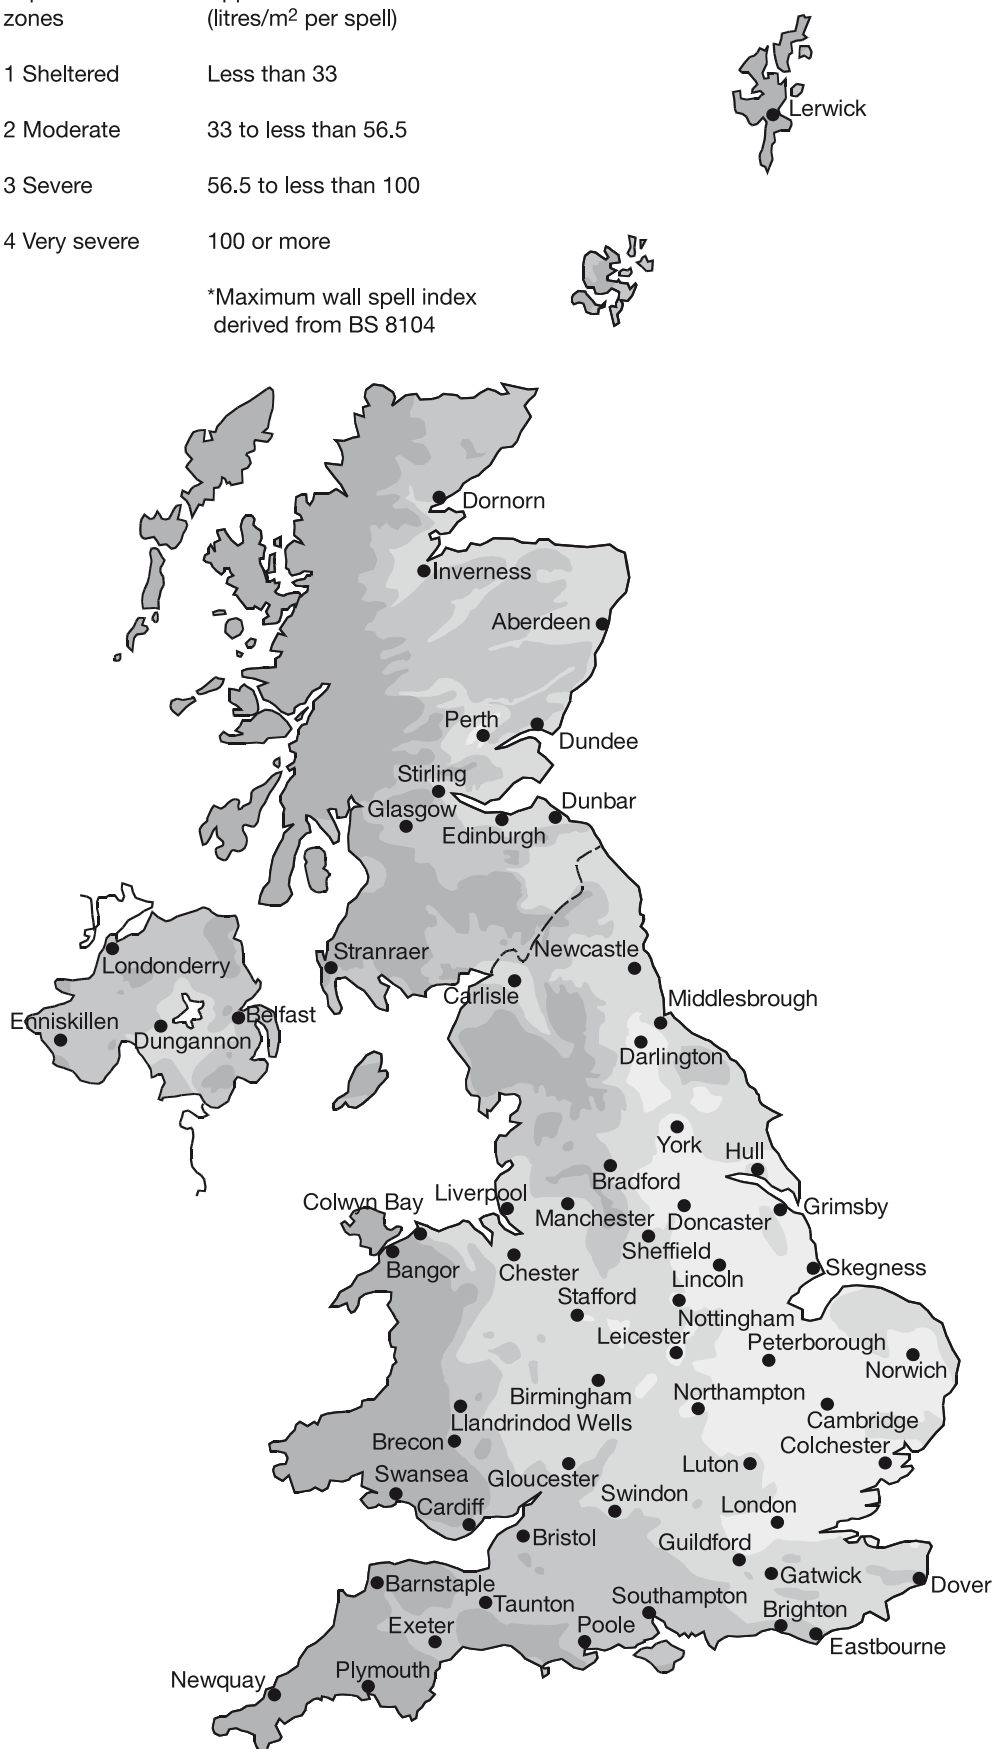 zones
(litres/m2 per spell)
1 Sheltered
Less than 33
2 Moderate
33 to less than 56.5
3 Severe
56.5 to less than 100
4 Very severe
100 or more
*Maximum wall spell index
derived from BS 8104
Lerwick
Dornorn
Inverness
Aberdeen
Perth
Dundee
Stirling
Dunbar
Glasgow
Edinburgh
Stranraer
Newcastle
Londonderry
Carlisle
Middlesbrough
Enniskillen
Belfast
Dungannon
Darlington
York
Hull
Bradford
Colwyn Bay
Liverpool
Grimsby
Manchester
Doncaster
Sheffield
Skegness
Bangor
Chester
Lincoln
Stafford
Nottingham
Leicester
Peterborough
Norwich
Birmingham
Northampton
Cambridge
Llandrindod Wells
Brecon
Colchester
Luton
Swansea
Gloucester
Swindon
Cardiff
London
Bristol
Guildford
Gatwick
Barnstaple
Dover
Taunton
Southampton
Brighton
Exeter
Poole
Eastbourne
Plymouth
Newquay